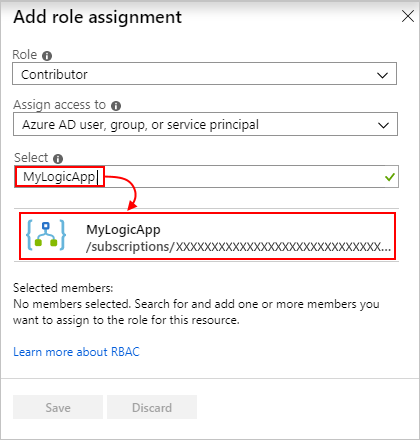 Add role assignment
Role
Contributor
Assign access to
Azure AD user, group, or service principal
Select
MyLogicApp
MyLogicApp
/subscriptions/XXXXXXXXXXXXXXXXXXXXXXXXXXXXX...
Selected members:
No members selected. Search for and add one or more members you
want to assign to the role for this resource.
Learn more about RBAC
Save
Discard